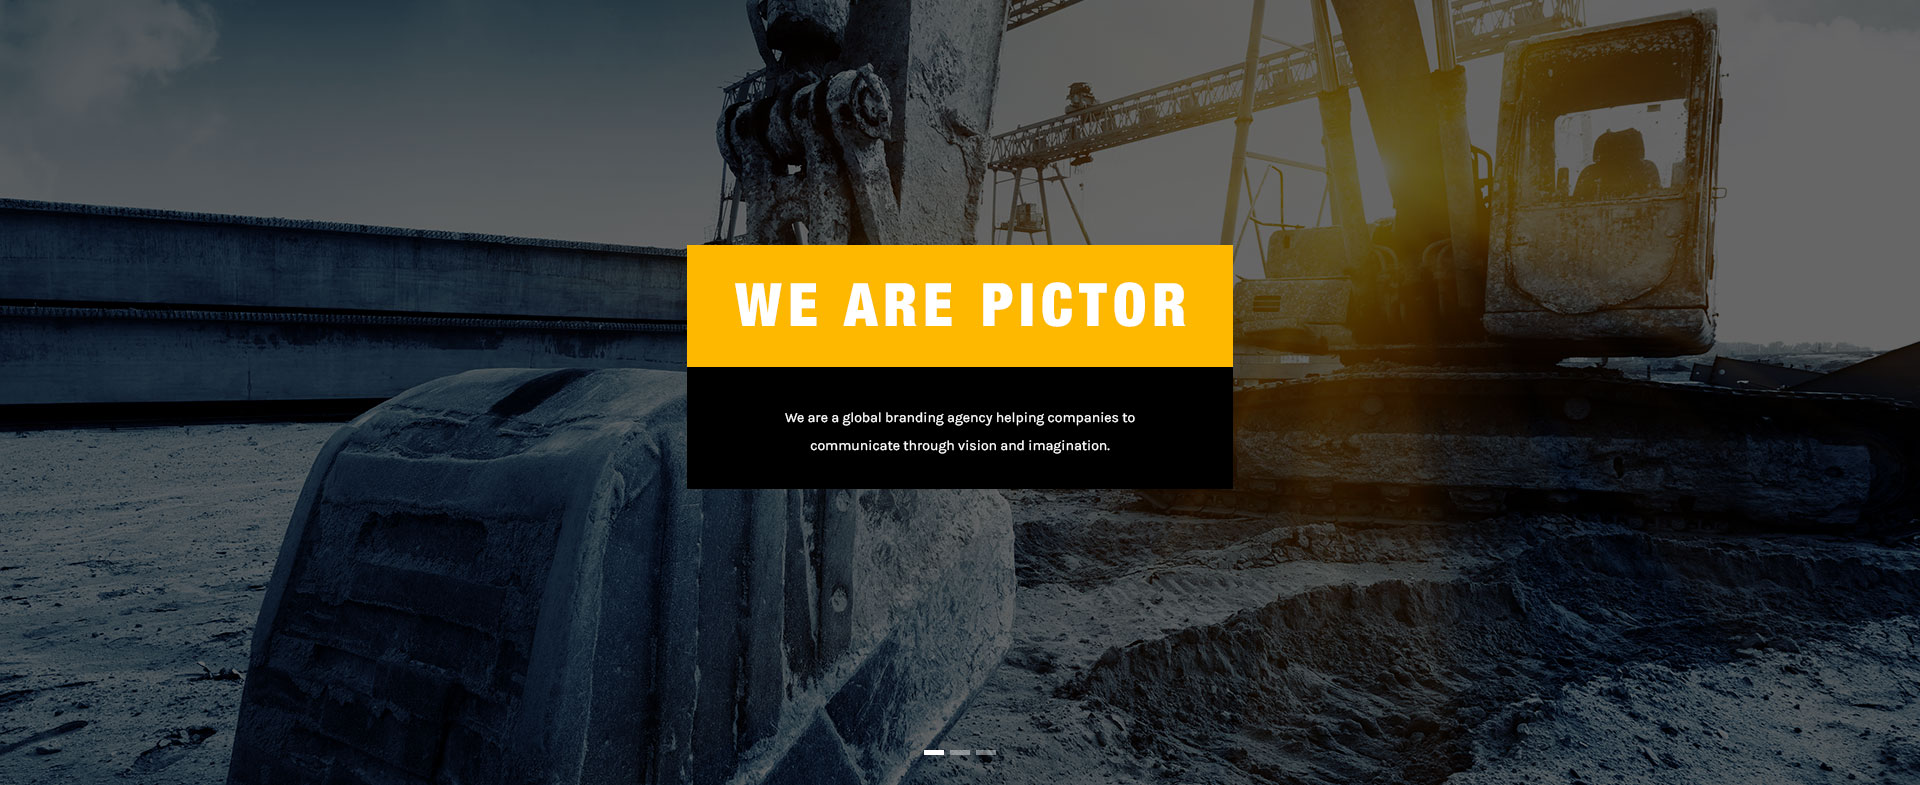 WE ARE PICTOR
We are a global branding agency helping companies to
communicate through vision and imagination.